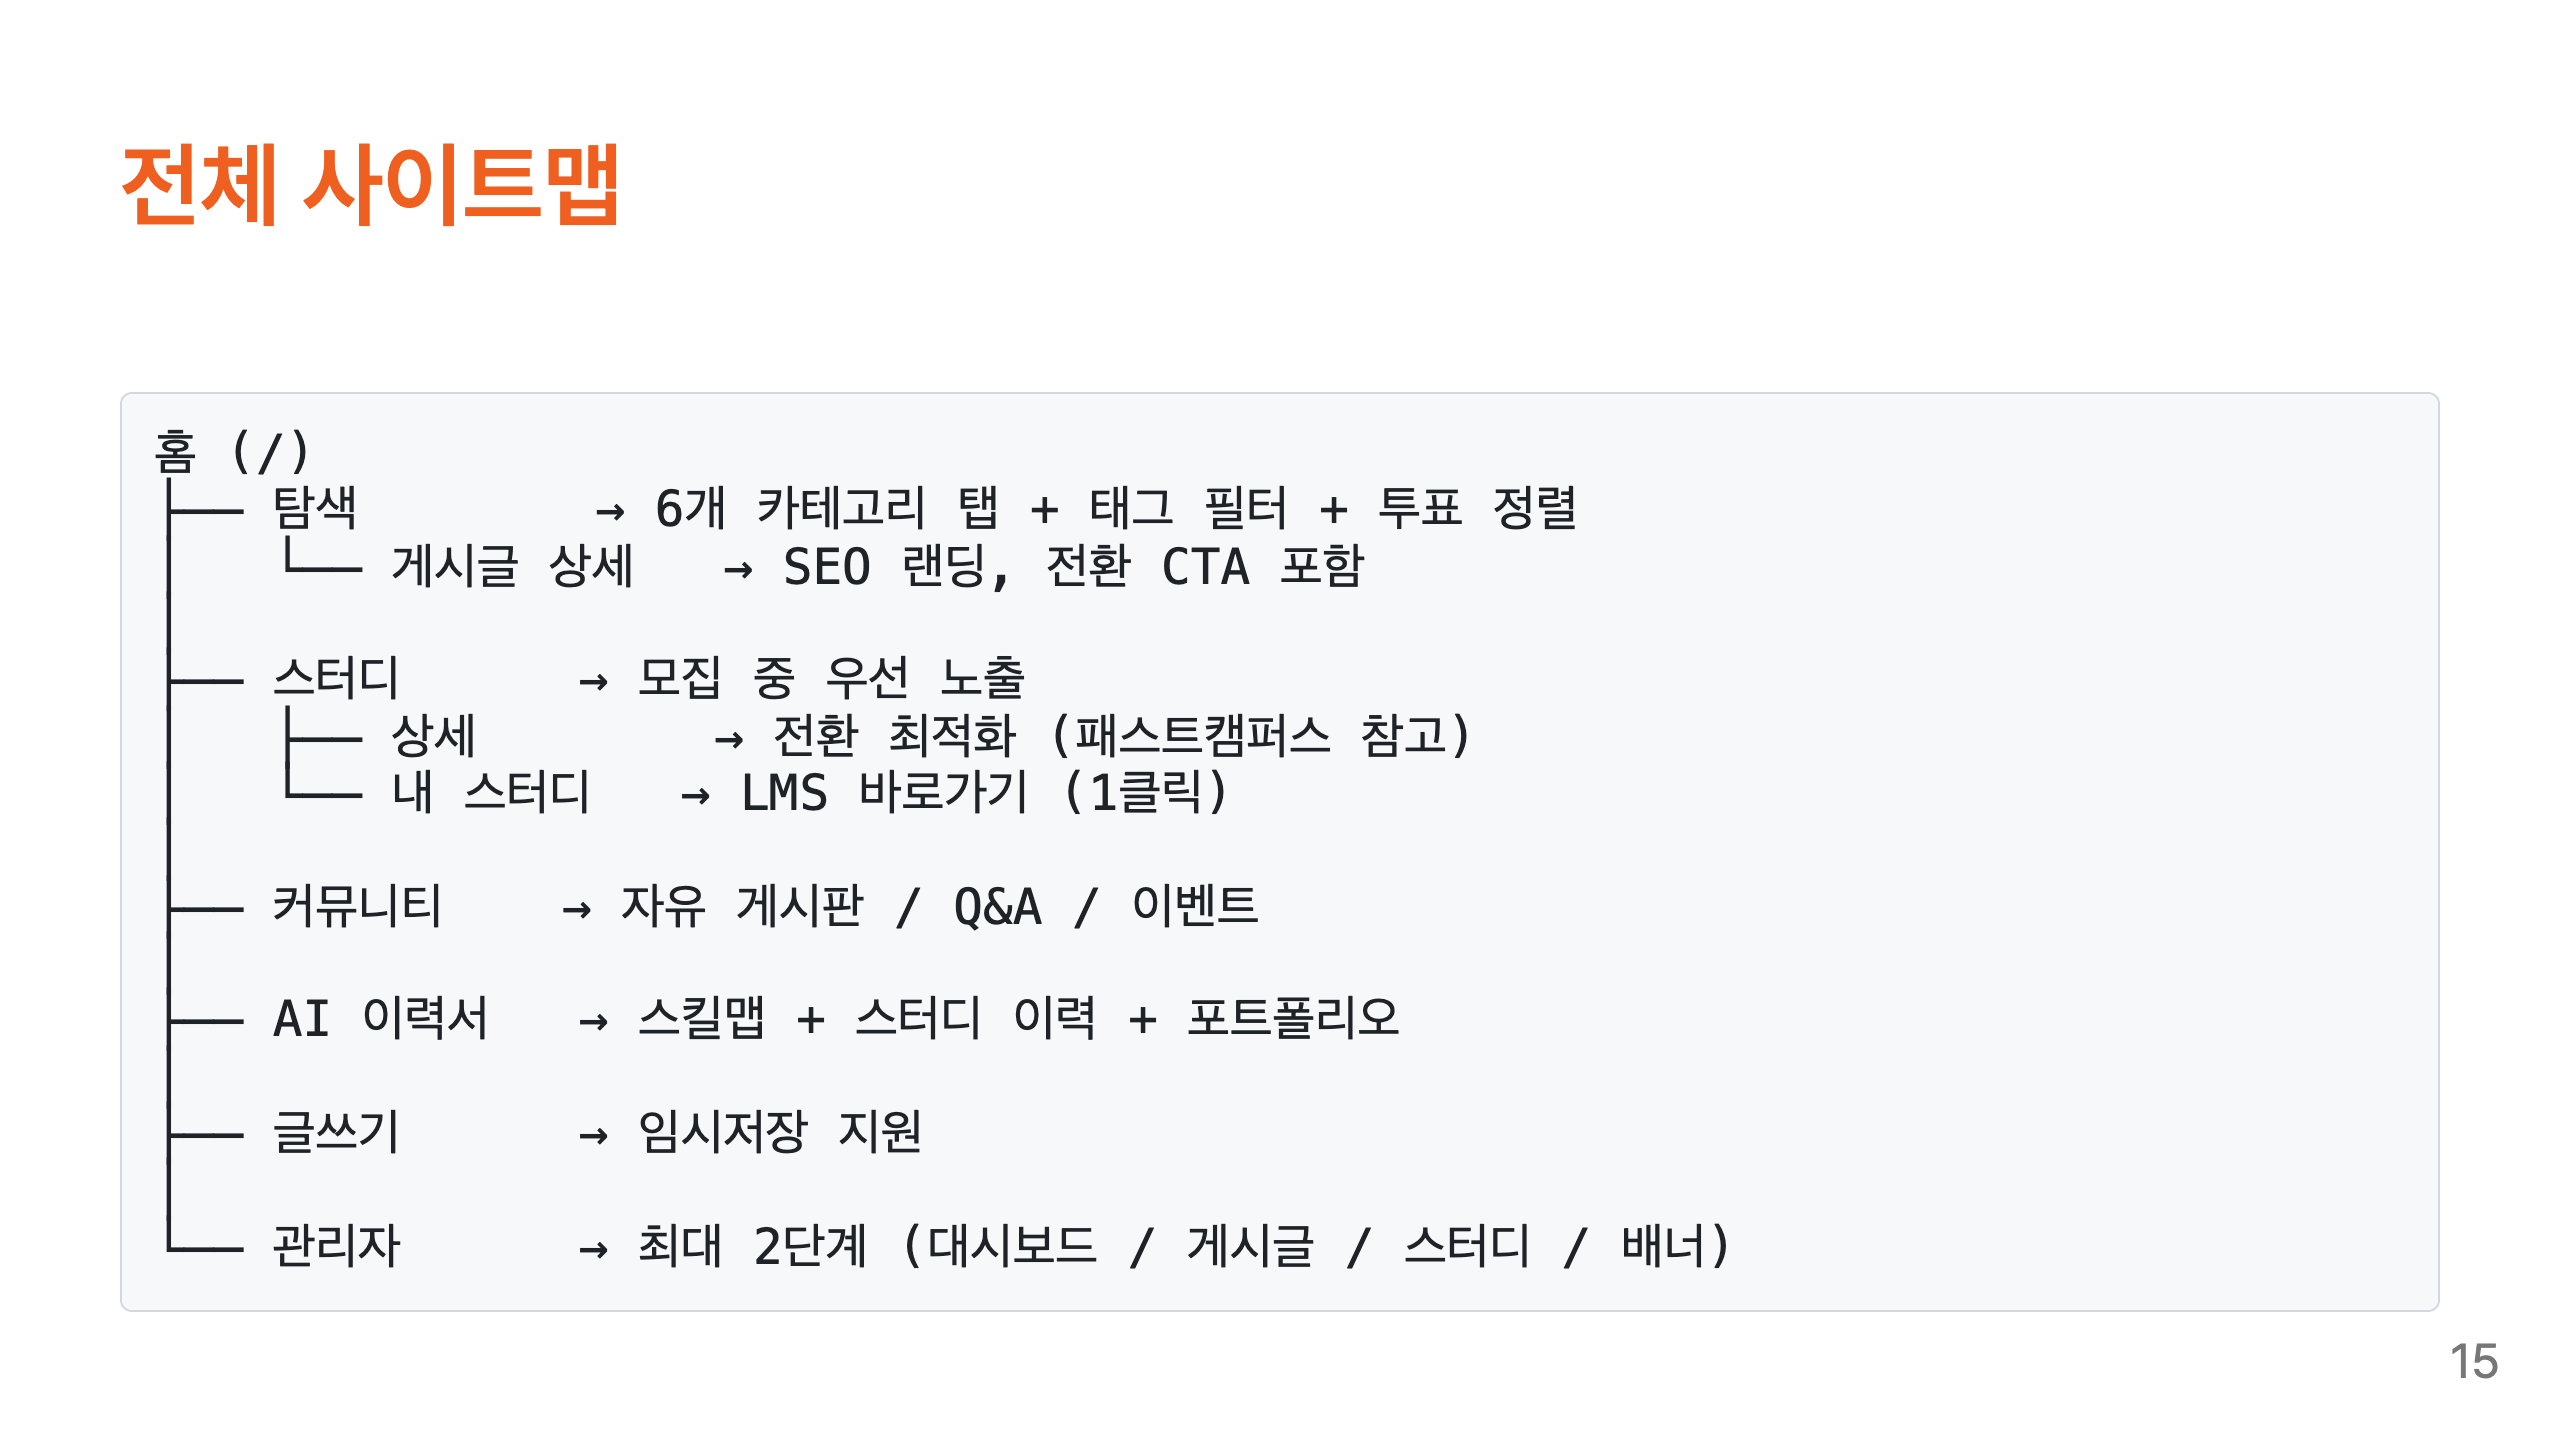 전체 사이트맵
홈 (/)
├── 탐색 → 6개 카테고리 탭 + 태그 필터 + 투표 정렬
│   └── 게시글 상세 → SEO 랜딩, 전환 CTA 포함
│
├── 스터디 → 모집 중 우선 노출
│   ├── 상세 → 전환 최적화 (패스트캠퍼스 참고)
│   └── 내 스터디 → LMS 바로가기 (1클릭)
│
├── 커뮤니티 → 자유 게시판 / Q&A / 이벤트
│
├── AI 이력서 → 스킬맵 + 스터디 이력 + 포트폴리오
│
├── 글쓰기 → 임시저장 지원
│
└── 관리자 → 최대 2단계 (대시보드 / 게시글 / 스터디 / 배너)
15